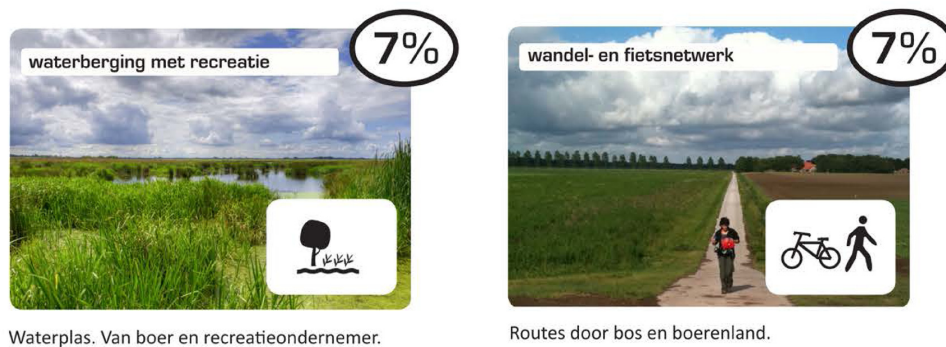 waterberging met recreatie
7%
Waterplas. Van boer en recreatieondernemer.
wandel- en fietsnetwerk
7%
Routes door bos en boerenland.